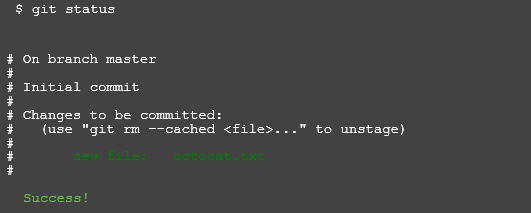 $ git status
# On branch master
#
# Initial commit
#
# Changes to be committed:
# (use "git rm --cached <file>..." to unstage)
#
# new file: octocat.txt
#
Success!